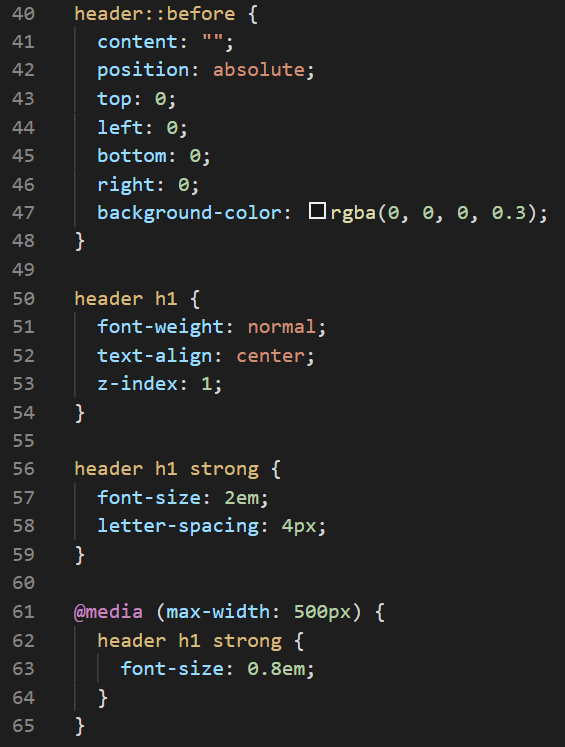 40 header::before {
41   content: "";
42   position: absolute;
43   top: 0;
44   left: 0;
45   bottom: 0;
46   right: 0;
47   background-color: rgba(0, 0, 0, 0.3);
48 }
49
50 header h1 {
51   font-weight: normal;
52   text-align: center;
53   z-index: 1;
54 }
55
56 header h1 strong {
57   font-size: 2em;
58   letter-spacing: 4px;
59 }
60
61 @media (max-width: 500px) {
62   header h1 strong {
63     font-size: 0.8em;
64   }
65 }